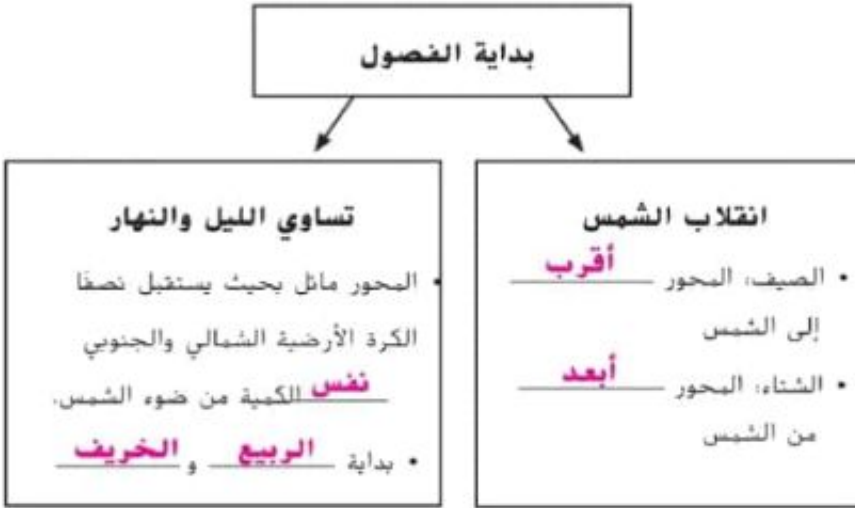 بداية الفصول
انقلاب الشمس
• الصيف: المحور أقرب
إلى الشمس
• الشتاء: المحور أبعد
من الشمس
تساوي الليل والنهار
• المحور مائل بحيث يستقبل نصفا
الكرة الأرضية الشمالي والجنوبي
نفس الكمية من ضوء الشمس.
• بداية الربيع و الخريف